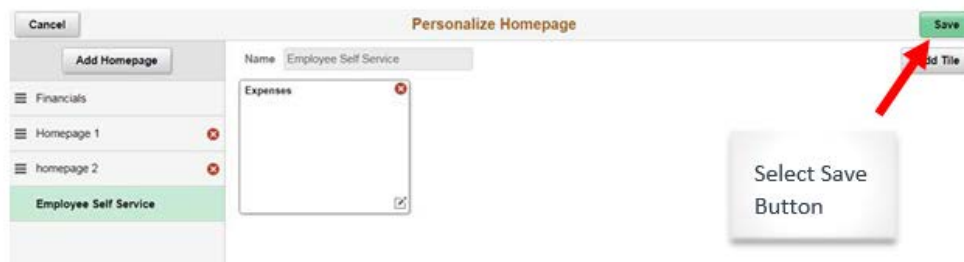 Cancel
Personalize Homepage
Save
Add Homepage
Name Employee Self Service
dd Tile
Financials
Expenses
Homepage 1
homepage 2
Employee Self Service
Select Save
Button